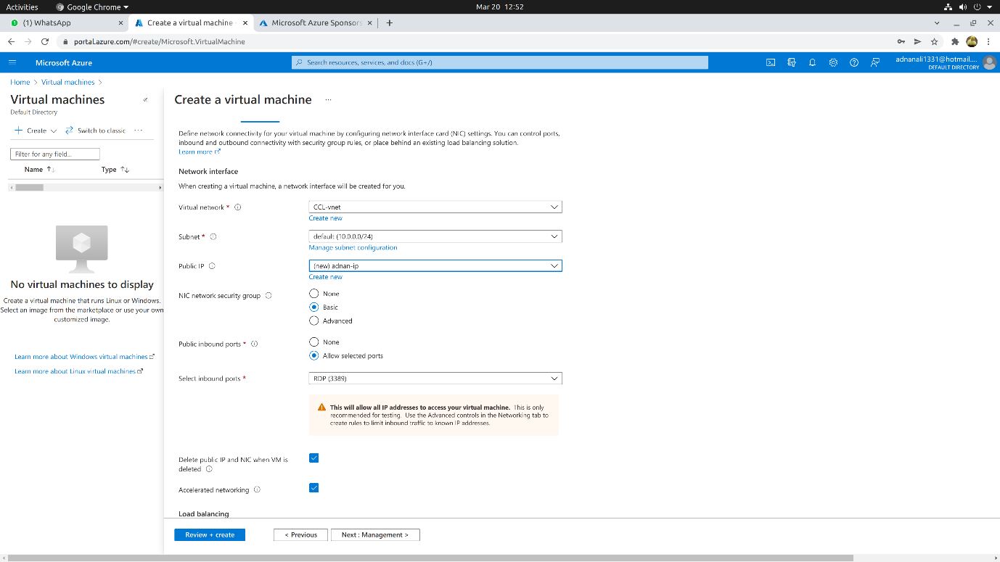 Activities
Google Chrome
Mar 20 12:52
(1) WhatsApp
Create a virtual machine -
Microsoft Azure Sponsors
portal.azure.com/#create/Microsoft.VirtualMachine
Microsoft Azure
Search resources, services, and docs (G+/)
adnanali1331@hotmail....
DEFAULT DIRECTORY
Home > Virtual machines >
Virtual machines
Default Directory
Create
Switch to classic
...
Filter for any field...
Name
Type
No virtual machines to display
Create a virtual machine that runs Linux or Windows.
Select an image from the marketplace or use your own
customized image.
Learn more about Windows virtual machines
Learn more about Linux virtual machines
Create a virtual machine ...
Define network connectivity for your virtual machine by configuring network interface card (NIC) settings. You can control ports,
inbound and outbound connectivity with security group rules, or place behind an existing load balancing solution.
Learn more
Network interface
When creating a virtual machine, a network interface will be created for you.
Virtual network *
CCL-vnet
Create new
Subnet *
default (10.0.0.0/24)
Manage subnet configuration
Public IP
(new) adnan-ip
Create new
NIC network security group
None
Basic
Advanced
Public inbound ports *
None
Allow selected ports
Select inbound ports *
RDP (3389)
This will allow all IP addresses to access your virtual machine. This is only
recommended for testing. Use the Advanced controls in the Networking tab to
create rules to limit inbound traffic to known IP addresses.
Delete public IP and NIC when VM is
deleted
Accelerated networking
Load balancing
Review + create
< Previous
Next : Management >